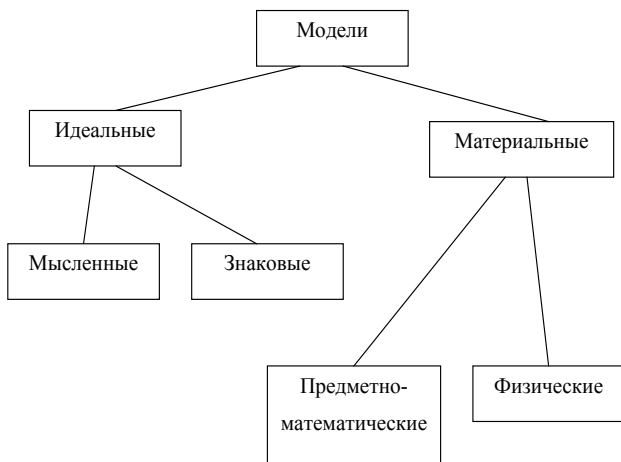 Модели
Идеальные
Материальные
Мысленные
Знаковые
Предметно-
математические
Физические